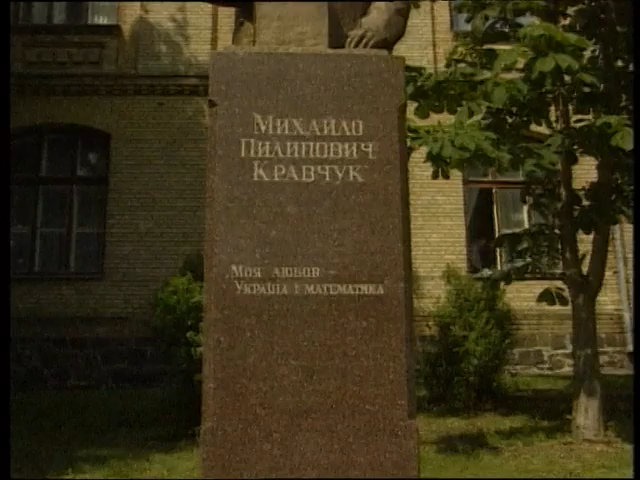 Михайло
Пилипович
Кравчук
Моя любов –
Україна і математика